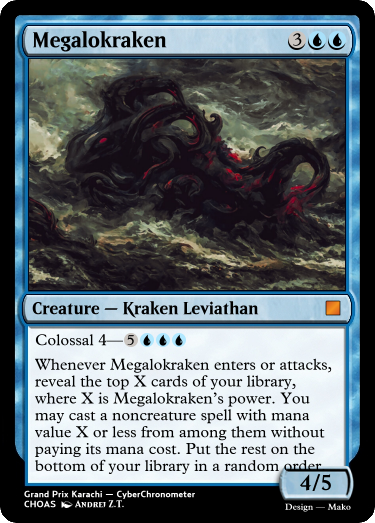 Megalokraken 3
Creature — Kraken Leviathan
Colossal 4—5
Whenever Megalokraken enters or attacks,
reveal the top X cards of your library,
where X is Megalokraken's power. You
may cast a noncreature spell with mana
value X or less from among them without
paying its mana cost. Put the rest on the
bottom of your library in a random order.
4/5
Grand Prix Karachi — CyberChronometer
CHOAS Andrej Z.T.
Design — Mako